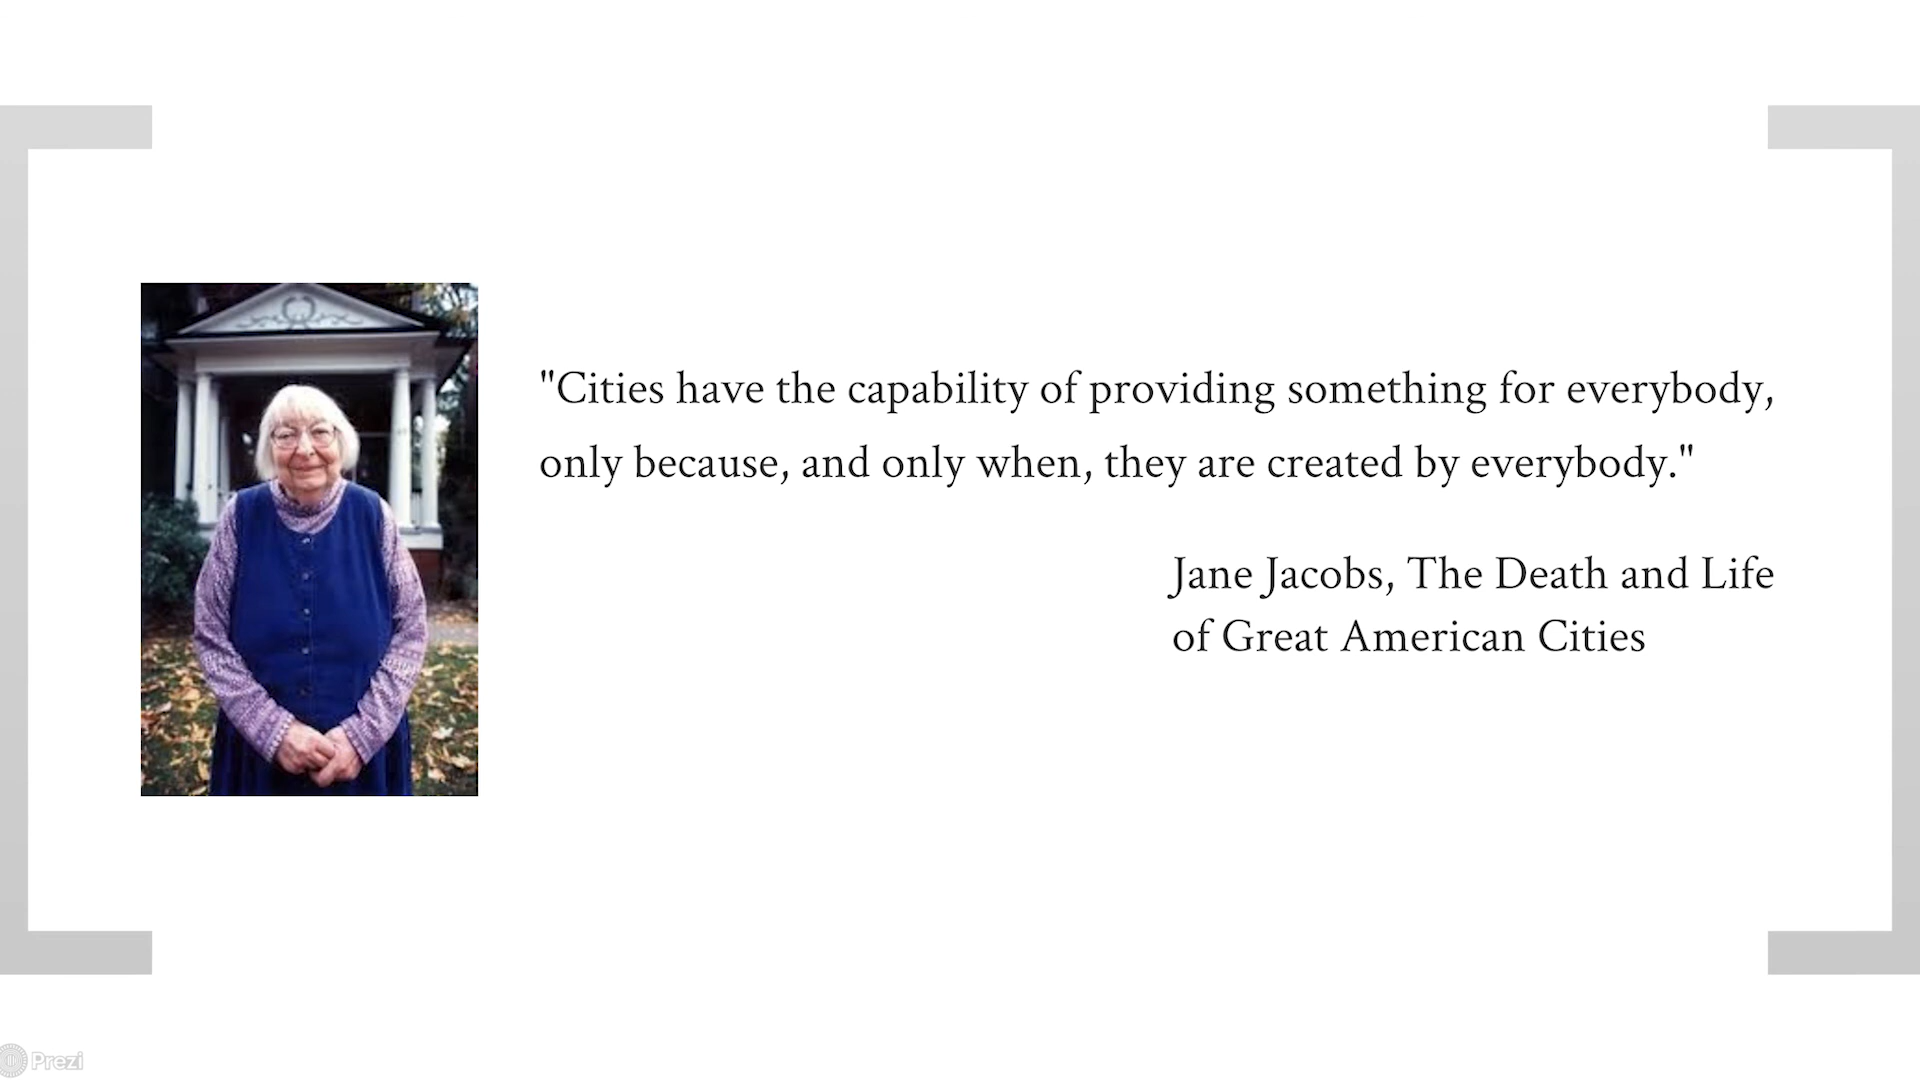 "Cities have the capability of providing something for everybody,
only because, and only when, they are created by everybody."
Jane Jacobs, The Death and Life
of Great American Cities
Prezi